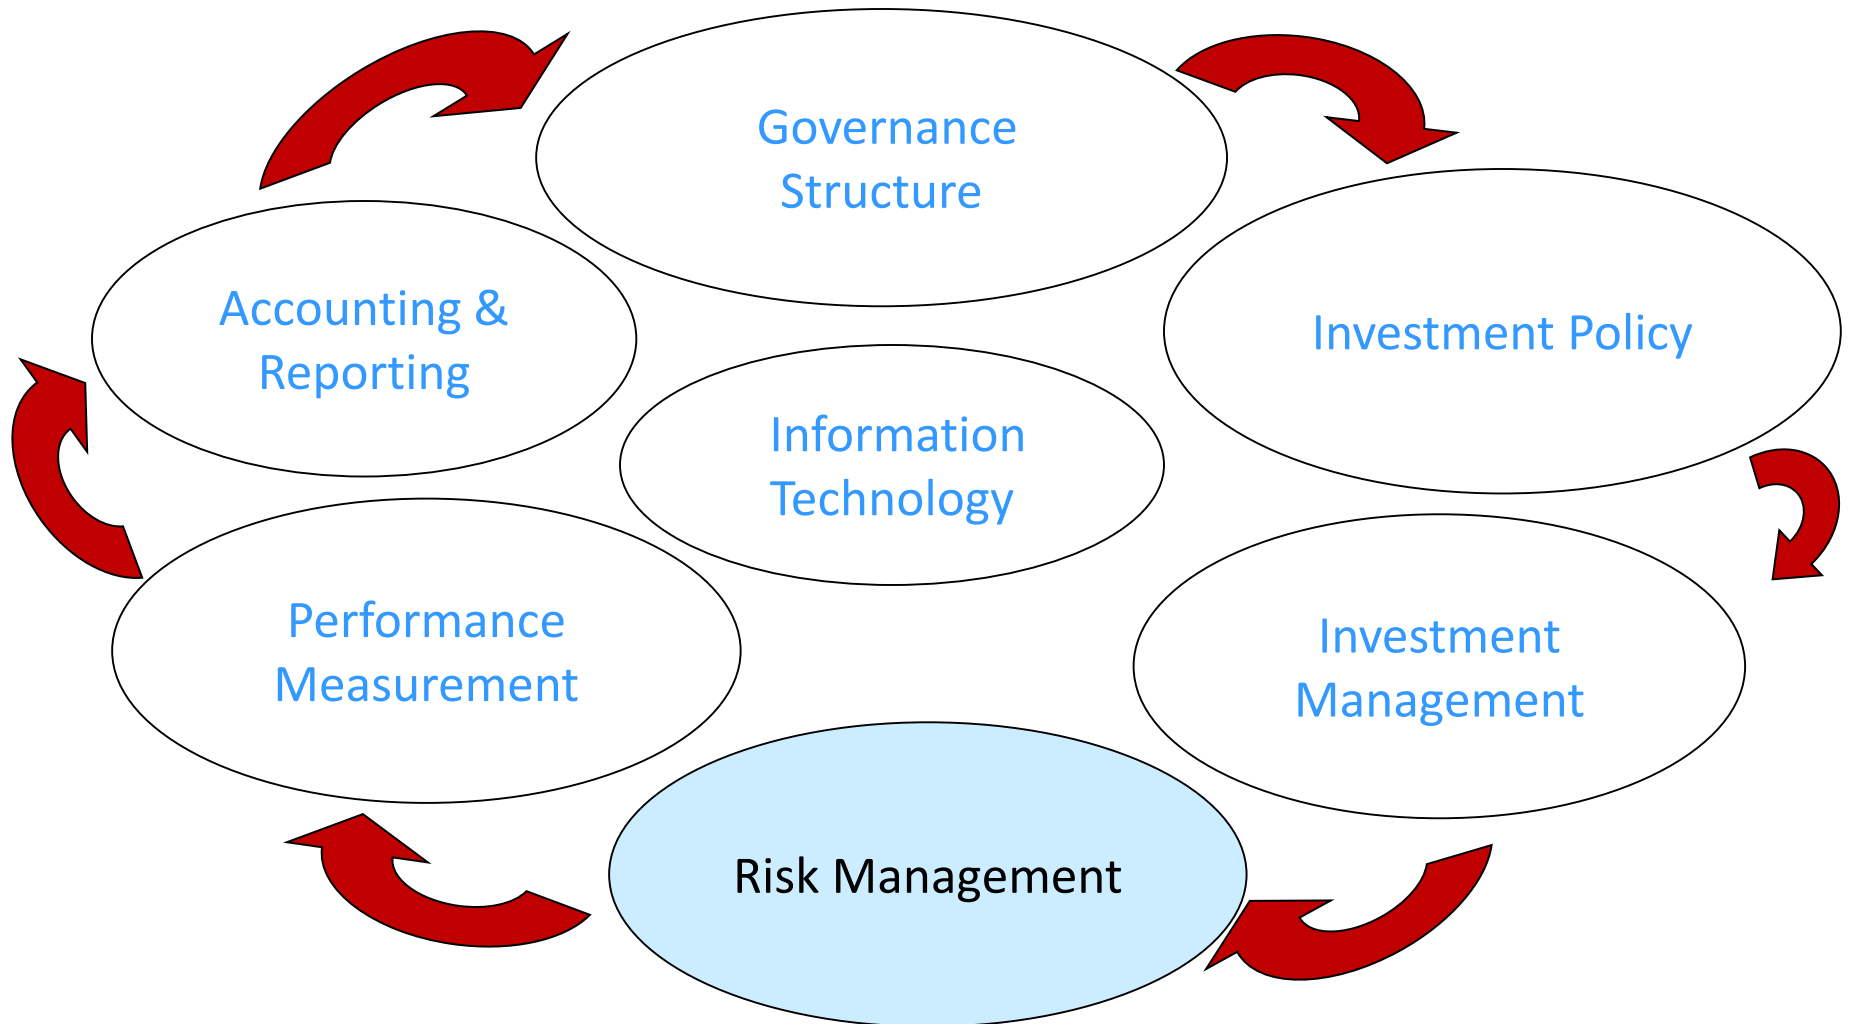 Governance
Structure
Accounting &
Reporting
Investment Policy
Information
Technology
Performance
Measurement
Investment
Management
Risk Management